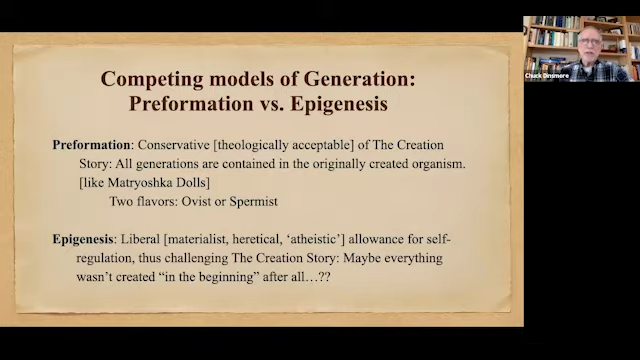 Competing models of Generation:
Preformation vs. Epigenesis
Preformation: Conservative [theologically acceptable] of The Creation
Story: All generations are contained in the originally created organism.
[like Matryoshka Dolls]
Two flavors: Ovist or Spermist
Epigenesis: Liberal [materialist, heretical, ‘atheistic’] allowance for self-
regulation, thus challenging The Creation Story: Maybe everything
wasn’t created “in the beginning” after all…??
Chuck Dinsmore